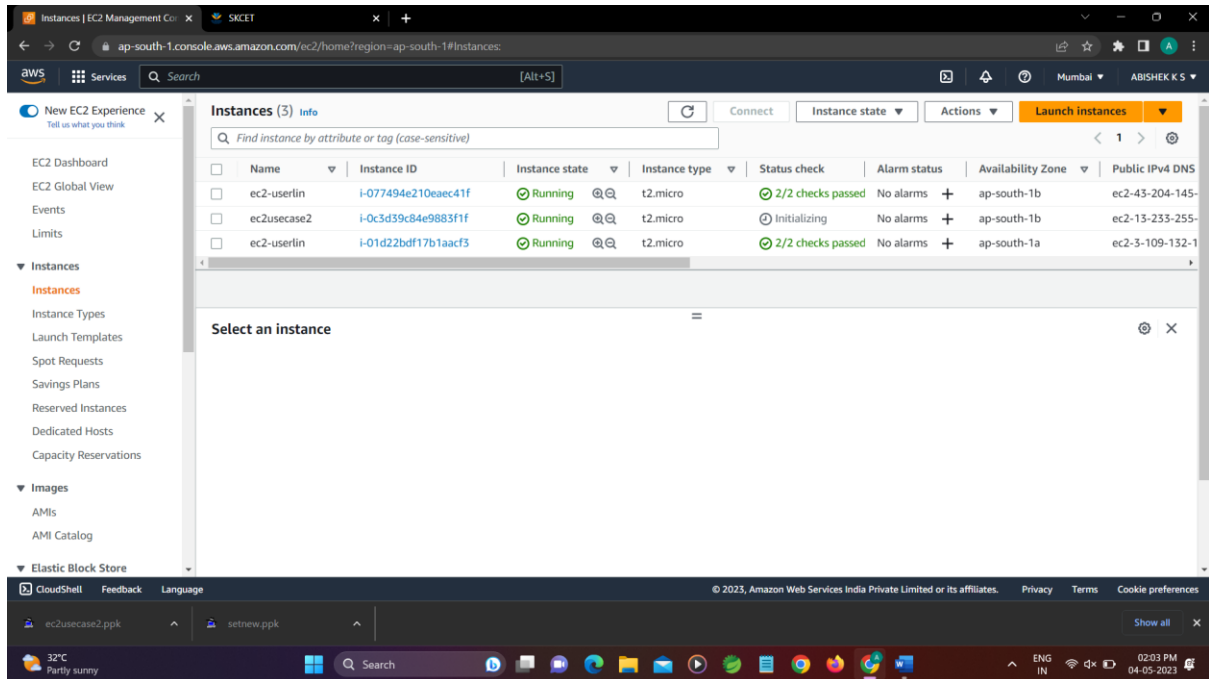 Instances | EC2 Management Cor
SKCET
ap-south-1.console.aws.amazon.com/ec2/home?region=ap-south-1#Instances:
A
aws
Services
Search
[Alt+S]
Mumbai
ABISHEK K S
New EC2 Experience
Tell us what you think
EC2 Dashboard
EC2 Global View
Events
Limits
Instances
Instances
Instance Types
Launch Templates
Spot Requests
Savings Plans
Reserved Instances
Dedicated Hosts
Capacity Reservations
Images
AMIs
AMI Catalog
Elastic Block Store
Instances (3) Info
Connect
Instance state
Actions
Launch instances
Find instance by attribute or tag (case-sensitive)
1
Name Instance ID Instance state Instance type Status check Alarm status Availability Zone Public IPv4 DNS
ec2-userlin i-077494e210eaec41f Running t2.micro 2/2 checks passed No alarms + ap-south-1b ec2-43-204-145-
ec2usecase2 i-0c3d39c84e9883f1f Running t2.micro Initializing No alarms + ap-south-1b ec2-13-233-255-
ec2-userlin i-01d22bdf17b1aacf3 Running t2.micro 2/2 checks passed No alarms + ap-south-1a ec2-3-109-132-1
Select an instance
CloudShell Feedback Language
© 2023, Amazon Web Services India Private Limited or its affiliates. Privacy Terms Cookie preferences
ec2usecase2.ppk
setnew.ppk
Show all
32°C
Partly sunny
Search
ENG
IN
02:03 PM
04-05-2023